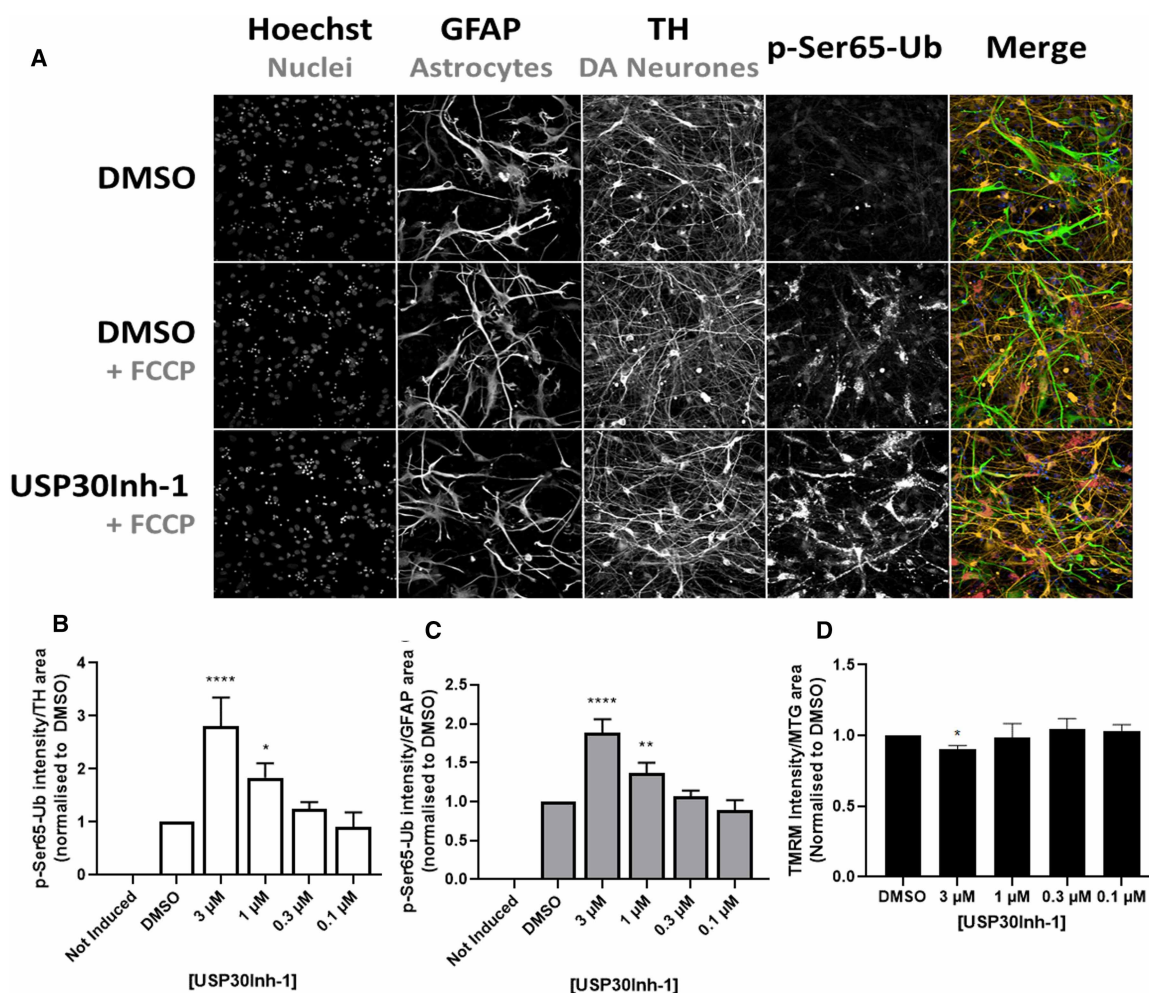 A
Hoechst
Nuclei
GFAP
Astrocytes
TH
DA Neurones
p-Ser65-Ub
Merge
DMSO
DMSO
+ FCCP
USP30Inh-1
+ FCCP
B
p-Ser65-Ub intensity/TH area
(normalised to DMSO)
4
3
2
1
0
****
*
Not Induced
DMSO
3 µM
1 µM
0.3 µM
0.1 µM
[USP30Inh-1]
C
p-Ser65-Ub intensity/GFAP area
(normalised to DMSO)
2.5
2.0
1.5
1.0
0.5
0.0
****
**
Not Induced
DMSO
3 µM
1 µM
0.3 µM
0.1 µM
[USP30Inh-1]
D
TMRM Intensity/MTG area
(Normalised to DMSO)
1.5
1.0
0.5
0.0
*
DMSO
3 µM
1 µM
0.3 µM
0.1 µM
[USP30Inh-1]